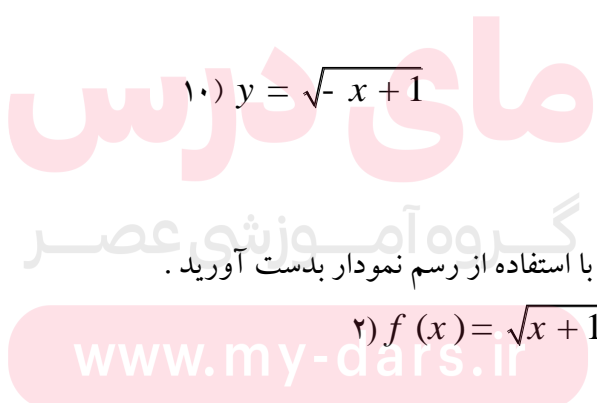 مای درس
۱۰) y = √(- x + 1)
گروه آموزشی عصر
با استفاده از رسم نمودار بدست آورید .
۲) f (x) = √(x + 1
www.my-dars.ir